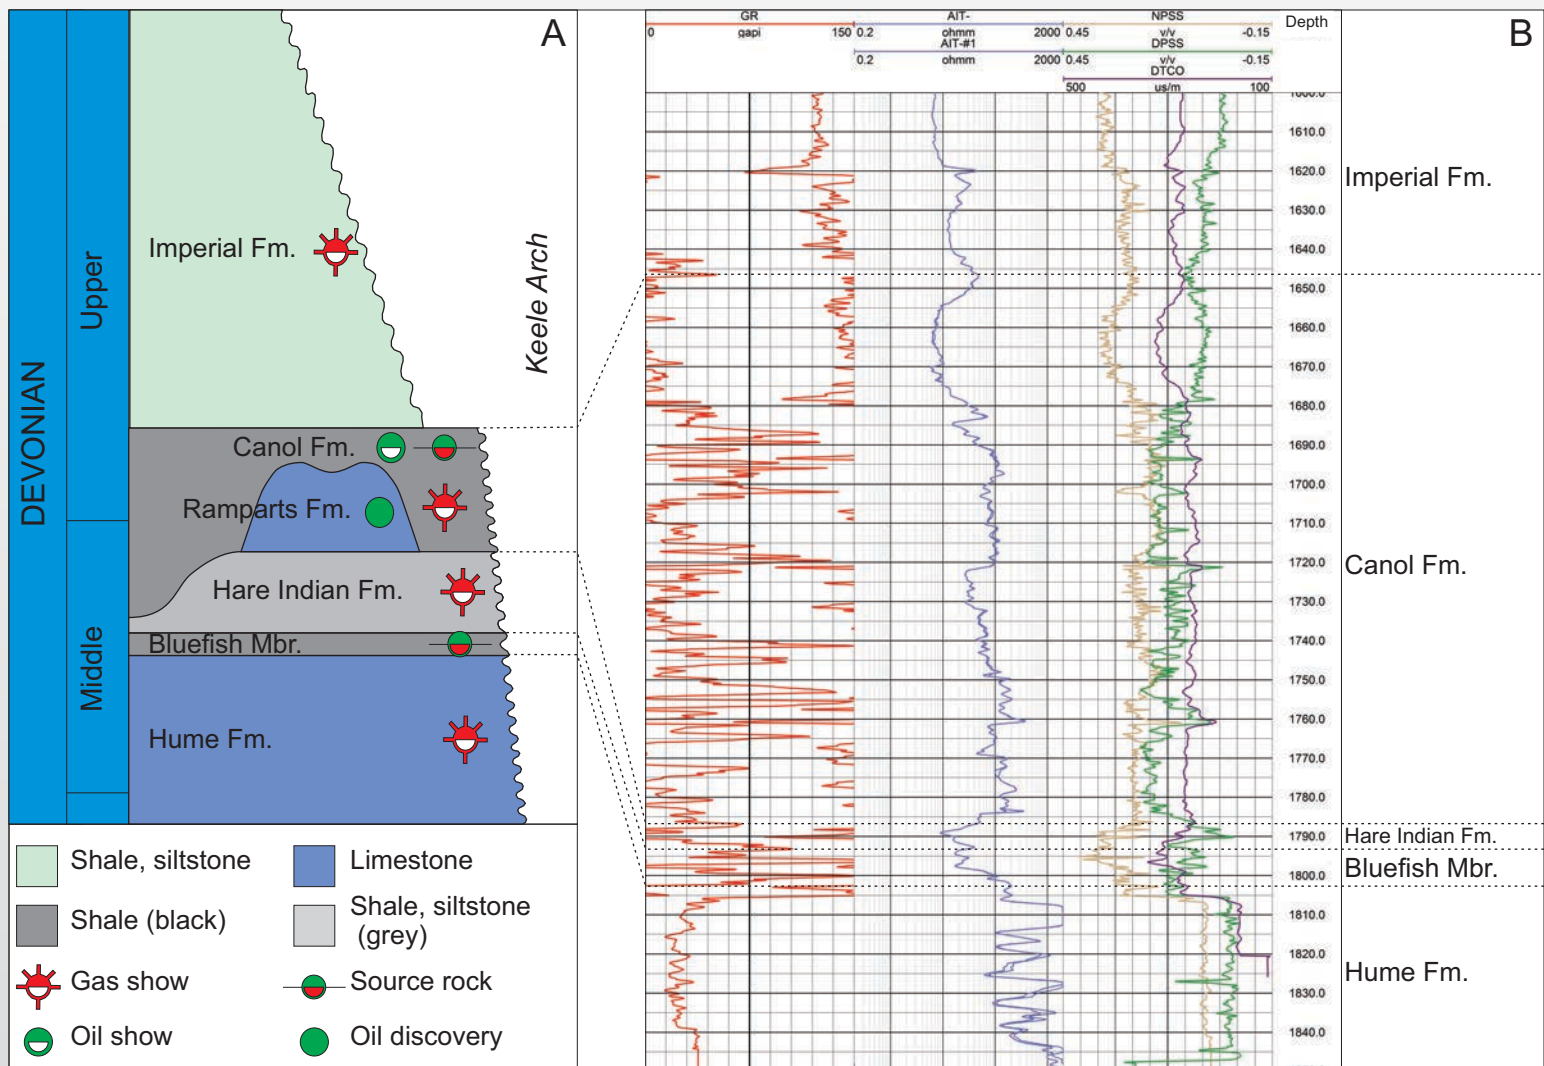 A
DEVONIAN
Upper
Middle
Imperial Fm.
Keele Arch
Canol Fm.
Ramparts Fm.
Hare Indian Fm.
Bluefish Mbr.
Hume Fm.
Shale, siltstone
Limestone
Shale (black)
Shale, siltstone
(grey)
Gas show
Source rock
Oil show
Oil discovery
B
GR
0 gapi 150
AIT-
0.2 ohmm 2000
AIT-#1
0.2 2000
NPSS
0.45 v/v -0.15
DPSS
0.45 v/v -0.15
DTCO
500 us/m 100
Depth
1610.0
1620.0
1630.0
1640.0
1650.0
1660.0
1670.0
1680.0
1690.0
1700.0
1710.0
1720.0
1730.0
1740.0
1750.0
1760.0
1770.0
1780.0
1790.0
1800.0
1810.0
1820.0
1830.0
1840.0
Imperial Fm.
Canol Fm.
Hare Indian Fm.
Bluefish Mbr.
Hume Fm.